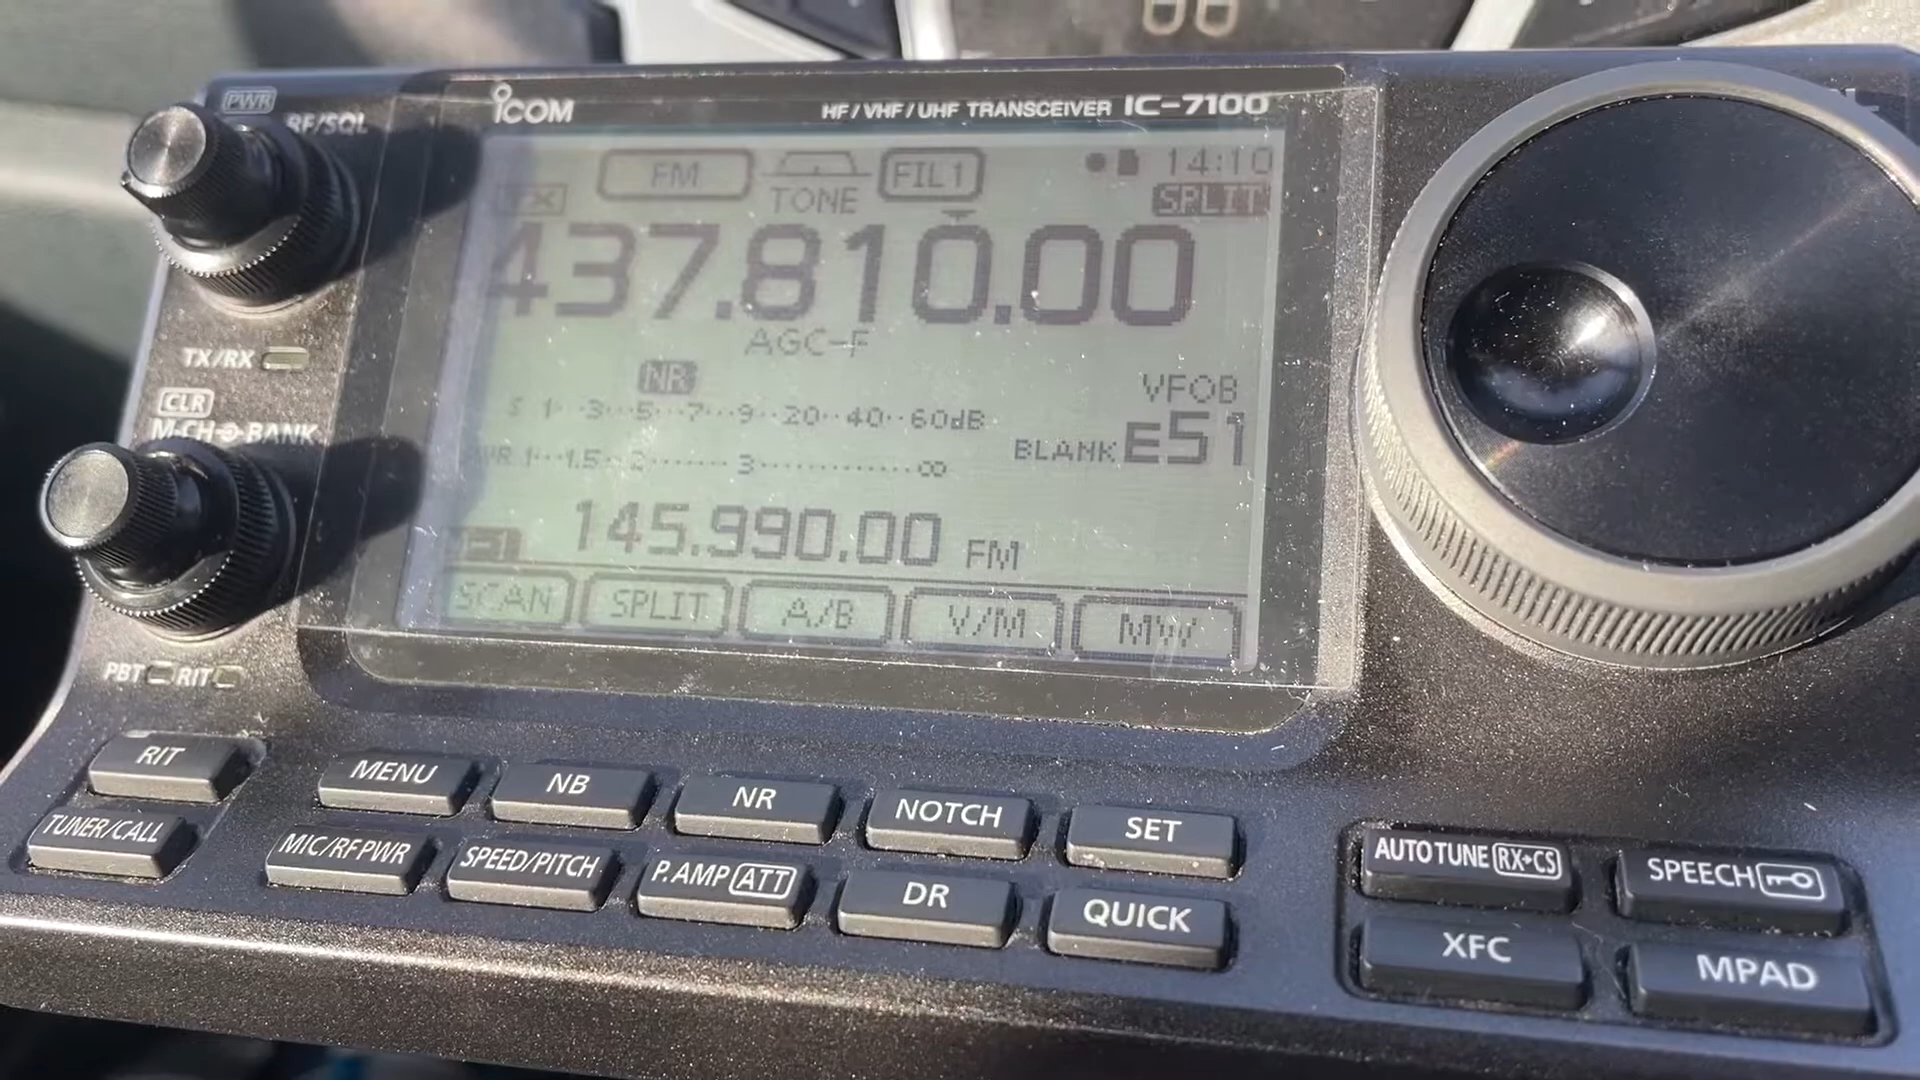 PWR
RF/SQL
ICOM
HF/VHF/UHF TRANSCEIVER IC-7100
FM
TONE
FIL1
14:10
TX
SPLIT
437.810.00
AGC-F
NR
TX/RX
CLR
M-CH BANK
S 1 3 5 7 9 20 40 60dB
VFOB
BLANK E51
1 1.5 2 3 ∞
145.990.00 FM
SCAN SPLIT A/B V/M MW
PBT RIT
RIT MENU NB NR NOTCH SET
AUTO TUNE RX▸CS SPEECH
TUNER/CALL MIC/RF PWR SPEED/PITCH P.AMP ATT DR QUICK
XFC MPAD